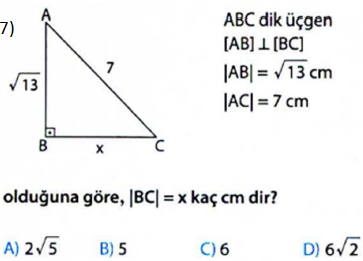 7)
A
ABC dik üçgen
[AB] ⊥ [BC]
|AB| = √13 cm
|AC| = 7 cm
7
√13
B
x
C
olduğuna göre, |BC| = x kaç cm dir?
A) 2√5 B) 5 C) 6 D) 6√2